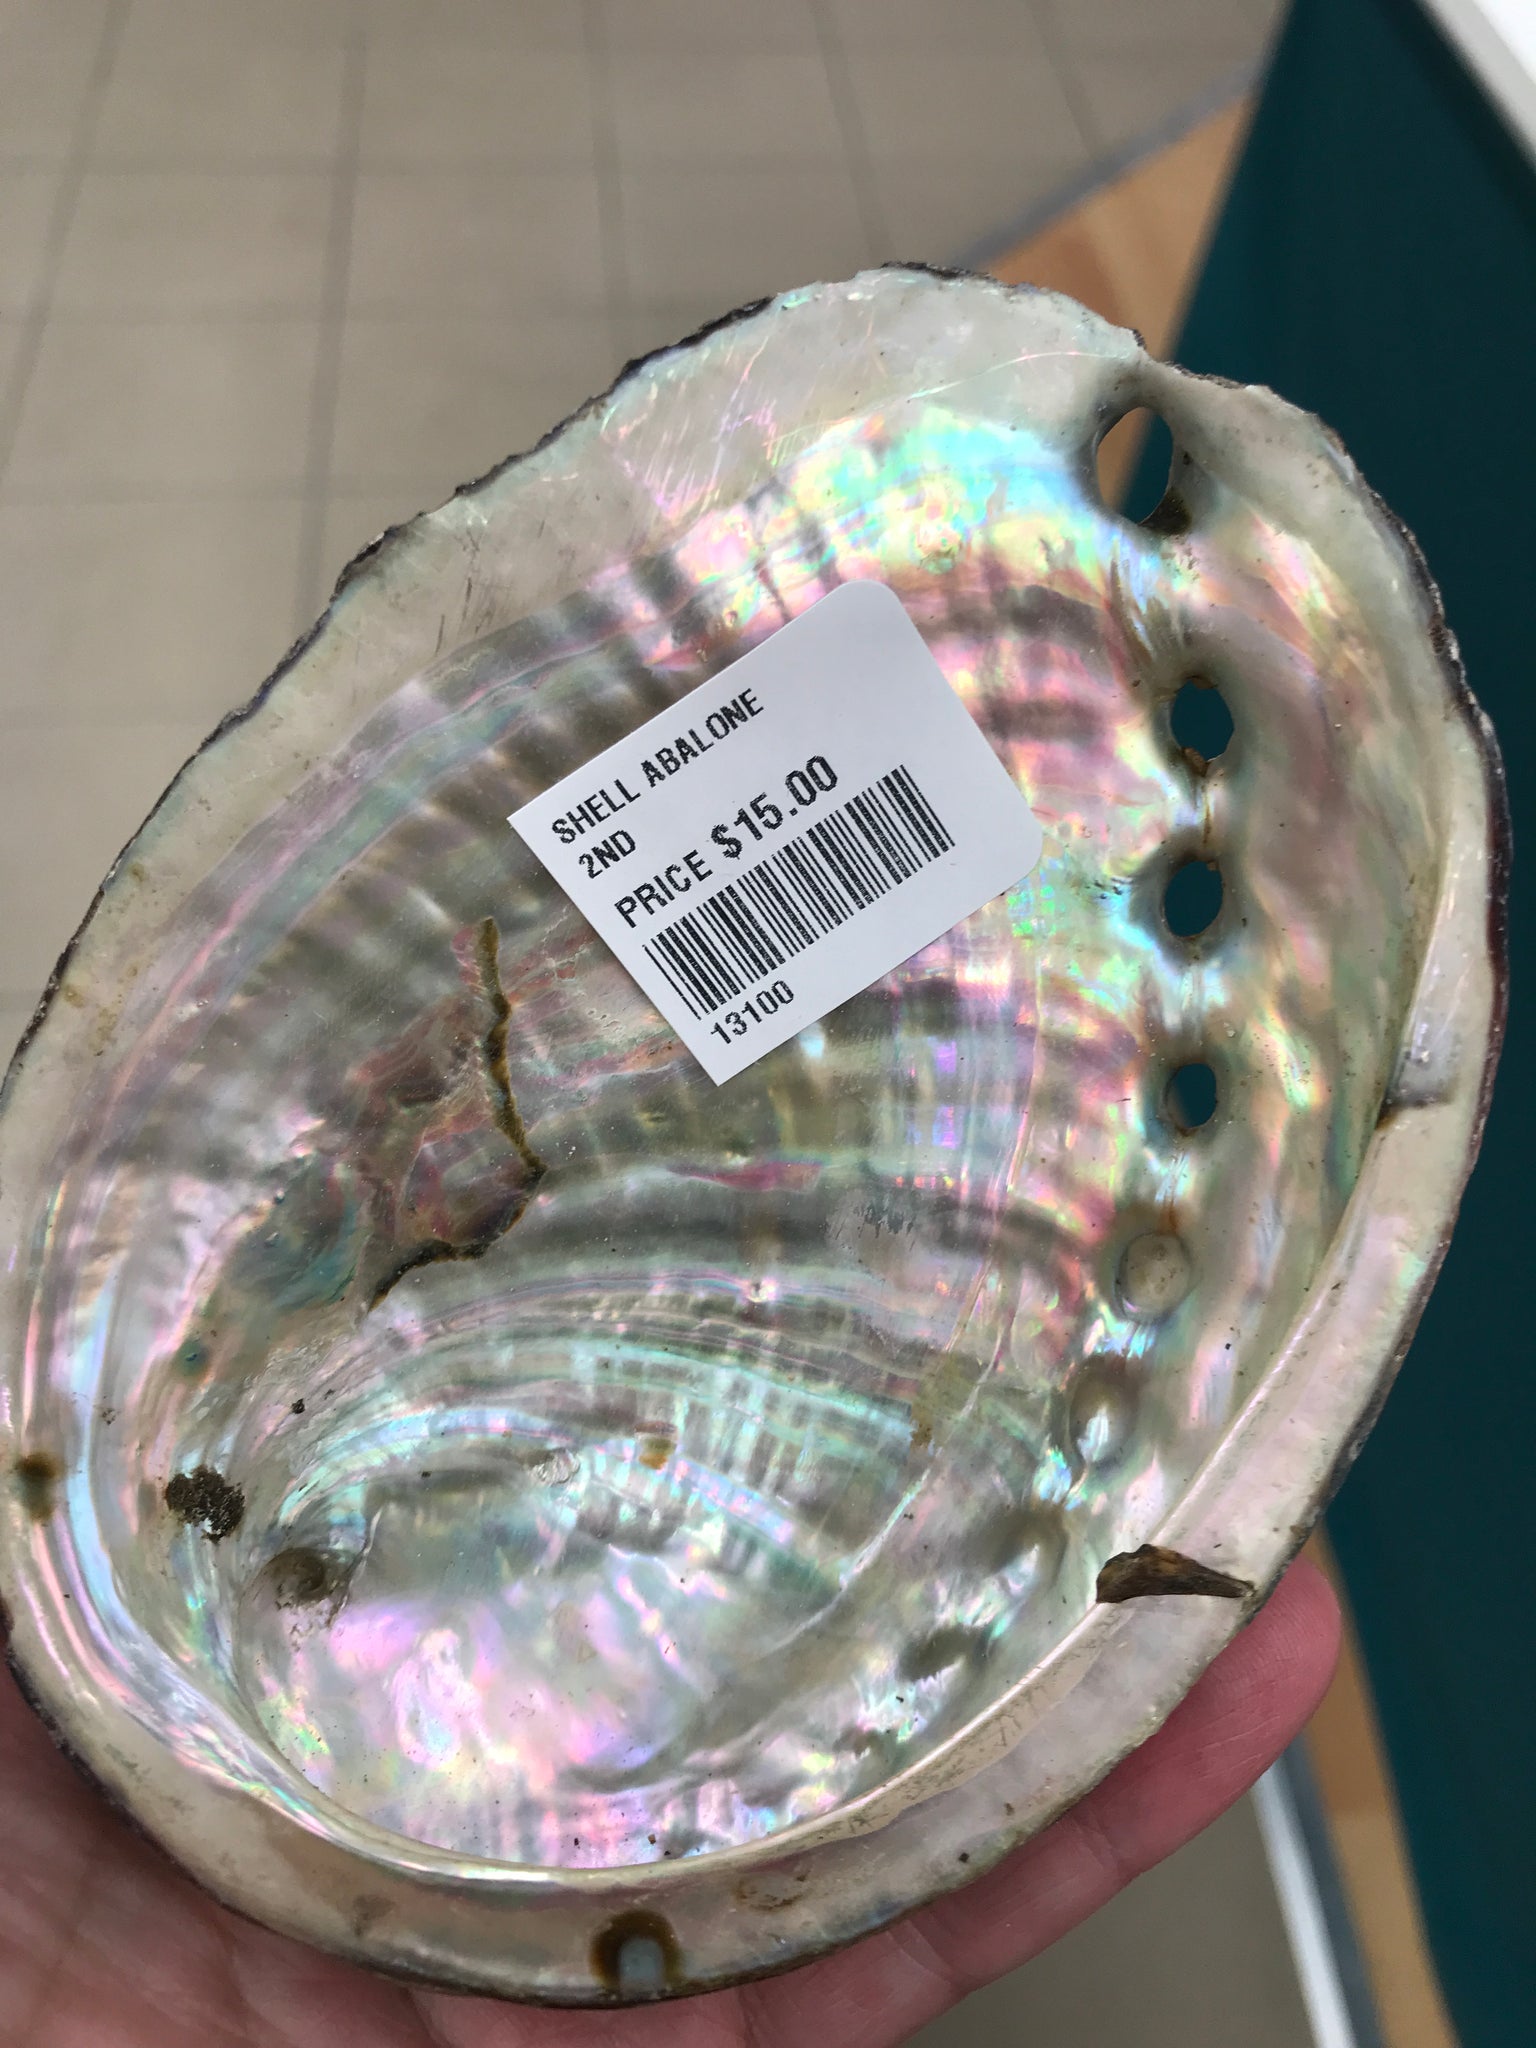 SHELL ABALONE
2ND
PRICE $15.00
13100